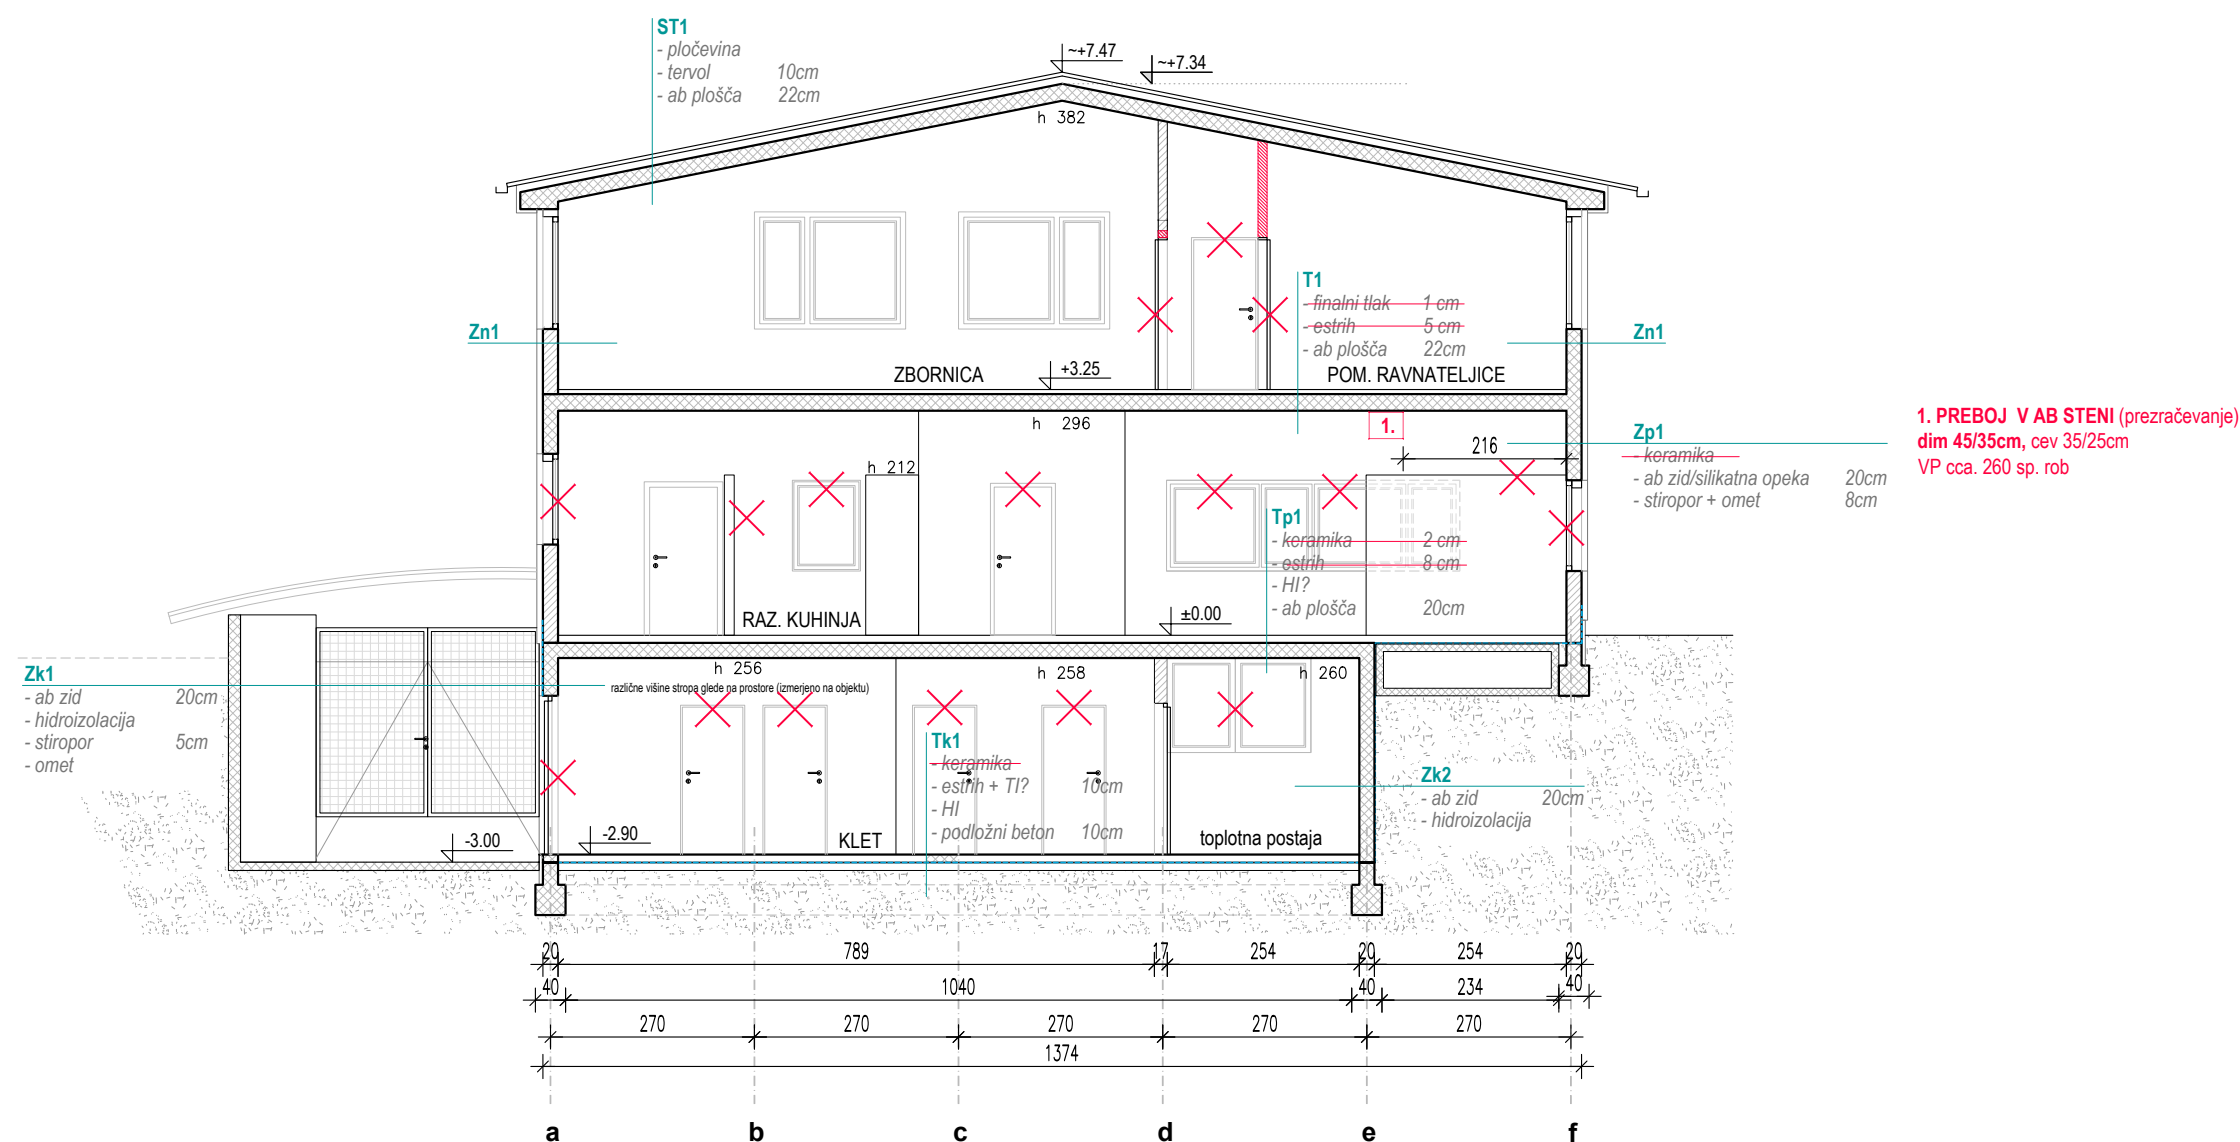 ST1
- pločevina
- tervol 10cm
- ab plošča 22cm
~+7.47
~+7.34
h 382
T1
- finalni tlak 1 cm
- estrih 5 cm
- ab plošča 22cm
Zn1
Zn1
ZBORNICA
+3.25
POM. RAVNATELJICE
1. PREBOJ V AB STENI (prezračevanje)
dim 45/35cm, cev 35/25cm
VP cca. 260 sp. rob
h 296
1.
216
Zp1
- keramika
- ab zid/silikatna opeka 20cm
- stiropor + omet 8cm
h 212
Tp1
- keramika 2 cm
- estrih 8 cm
- HI?
- ab plošča 20cm
RAZ. KUHINJA
±0.00
Zk1
- ab zid 20cm
- hidroizolacija
- stiropor 5cm
- omet
h 256
h 258
h 260
različne višine stropa glede na prostore (izmerjeno na objektu)
Tk1
- keramika
- estrih + TI? 10cm
- HI
- podložni beton 10cm
Zk2
- ab zid 20cm
- hidroizolacija
-3.00
-2.90
KLET
toplotna postaja
20 789 17 254 20 254 20
40 1040 40 234 40
270 270 270 270 270
1374
a b c d e f